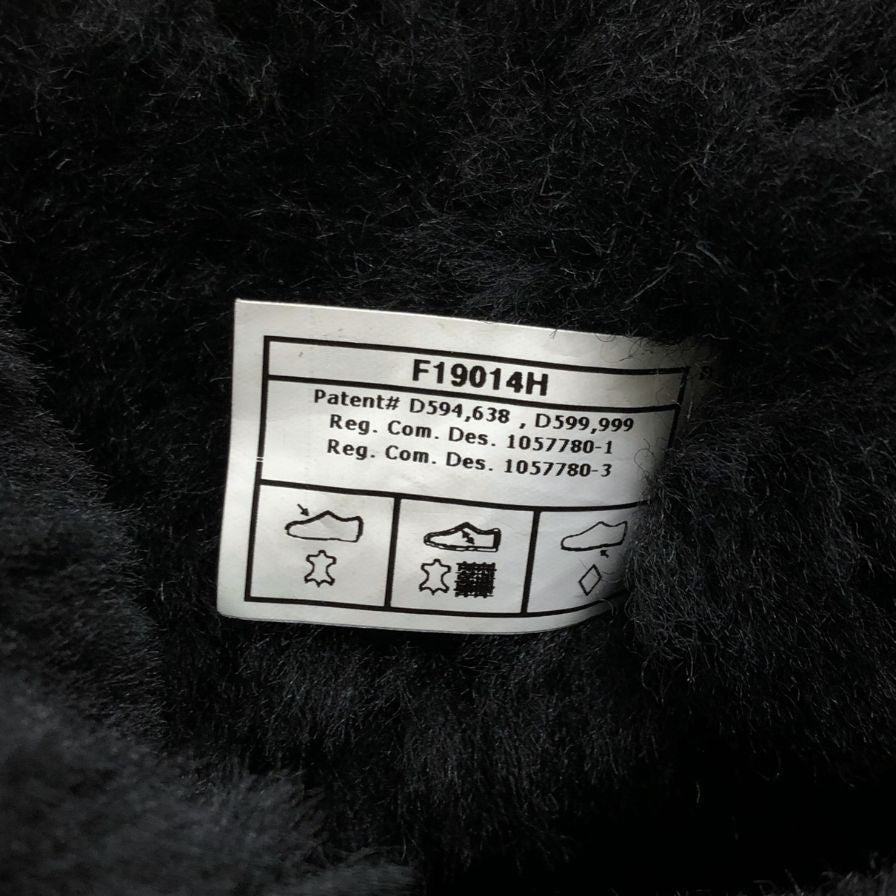 F19014H
Patent# D594,638 , D599,999
Reg. Com. Des. 1057780-1
Reg. Com. Des. 1057780-3